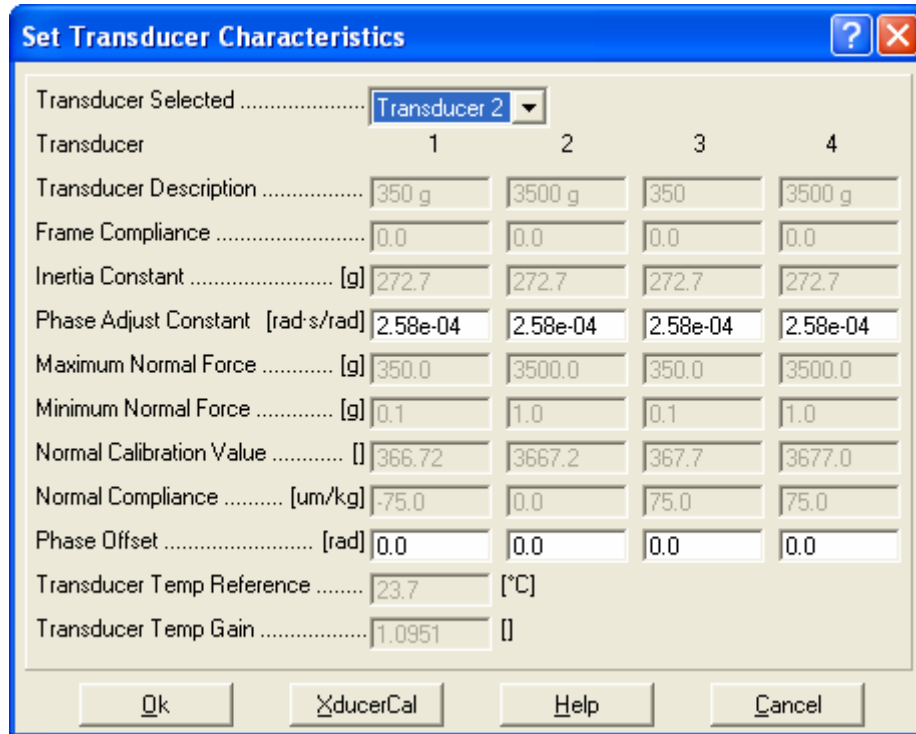 Set Transducer Characteristics ?
Transducer Selected ..................... Transducer 2
Transducer 1 2 3 4
Transducer Description ................. 350 g 3500 g 350 3500 g
Frame Compliance ........................ 0.0 0.0 0.0 0.0
Inertia Constant ....................... [g] 272.7 272.7 272.7 272.7
Phase Adjust Constant [rad·s/rad] 2.58e-04 2.58e-04 2.58e-04 2.58e-04
Maximum Normal Force ............ [g] 350.0 3500.0 350.0 3500.0
Minimum Normal Force ............. [g] 0.1 1.0 0.1 1.0
Normal Calibration Value ............ [] 366.72 3667.2 367.7 3677.0
Normal Compliance .......... [um/kg] -75.0 0.0 75.0 75.0
Phase Offset ......................... [rad] 0.0 0.0 0.0 0.0
Transducer Temp Reference ........ 23.7 [°C]
Transducer Temp Gain .................. 1.0951 []
Ok XducerCal Help Cancel